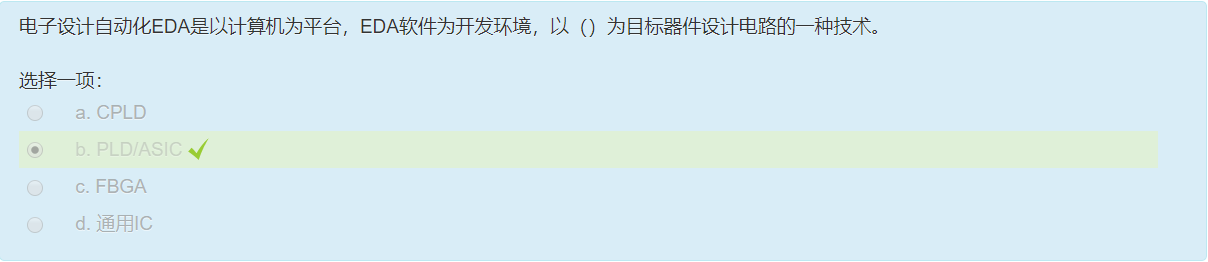 电子设计自动化EDA是以计算机为平台，EDA软件为开发环境，以（）为目标器件设计电路的一种技术。
选择一项：
a. CPLD
b. PLD/ASIC
c. FBGA
d. 通用IC